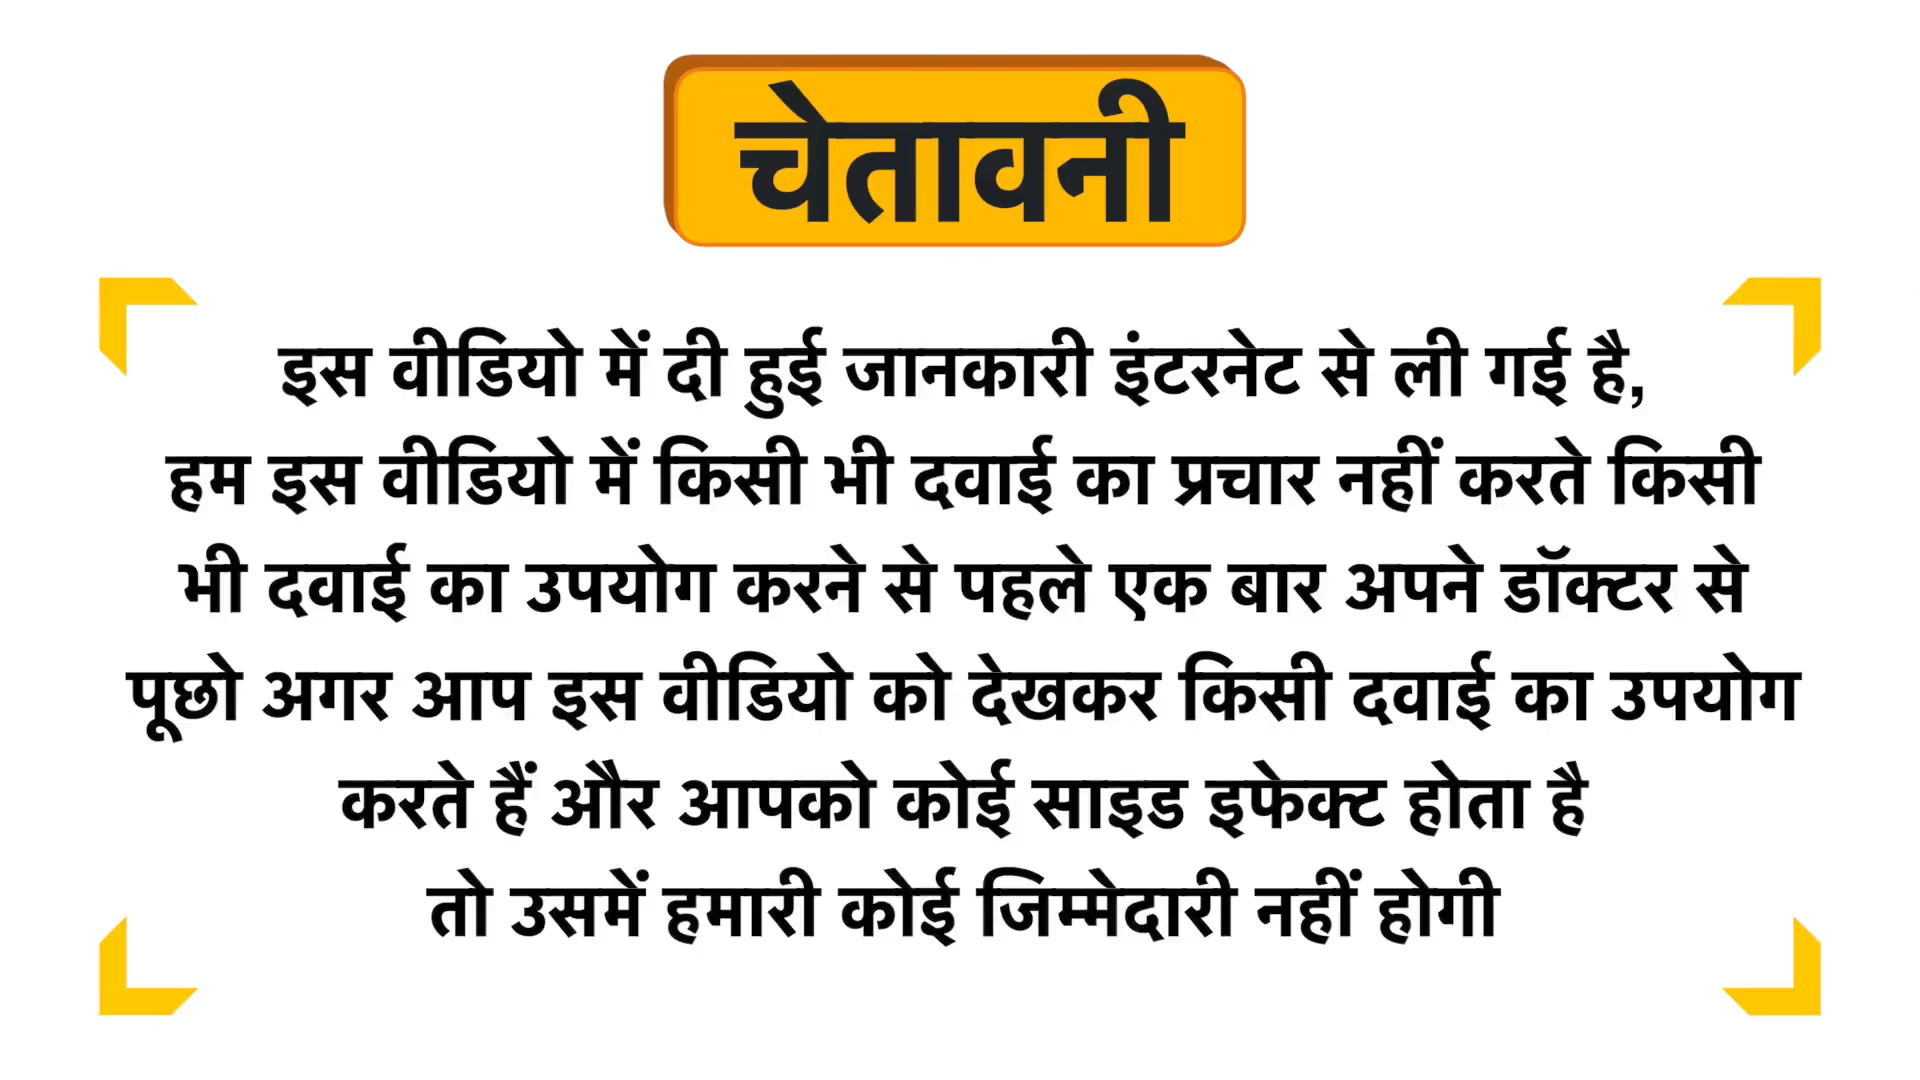 चेतावनी
इस वीडियो में दी हुई जानकारी इंटरनेट से ली गई है,
हम इस वीडियो में किसी भी दवाई का प्रचार नहीं करते किसी
भी दवाई का उपयोग करने से पहले एक बार अपने डॉक्टर से
पूछो अगर आप इस वीडियो को देखकर किसी दवाई का उपयोग
करते हैं और आपको कोई साइड इफेक्ट होता है
तो उसमें हमारी कोई जिम्मेदारी नहीं होगी